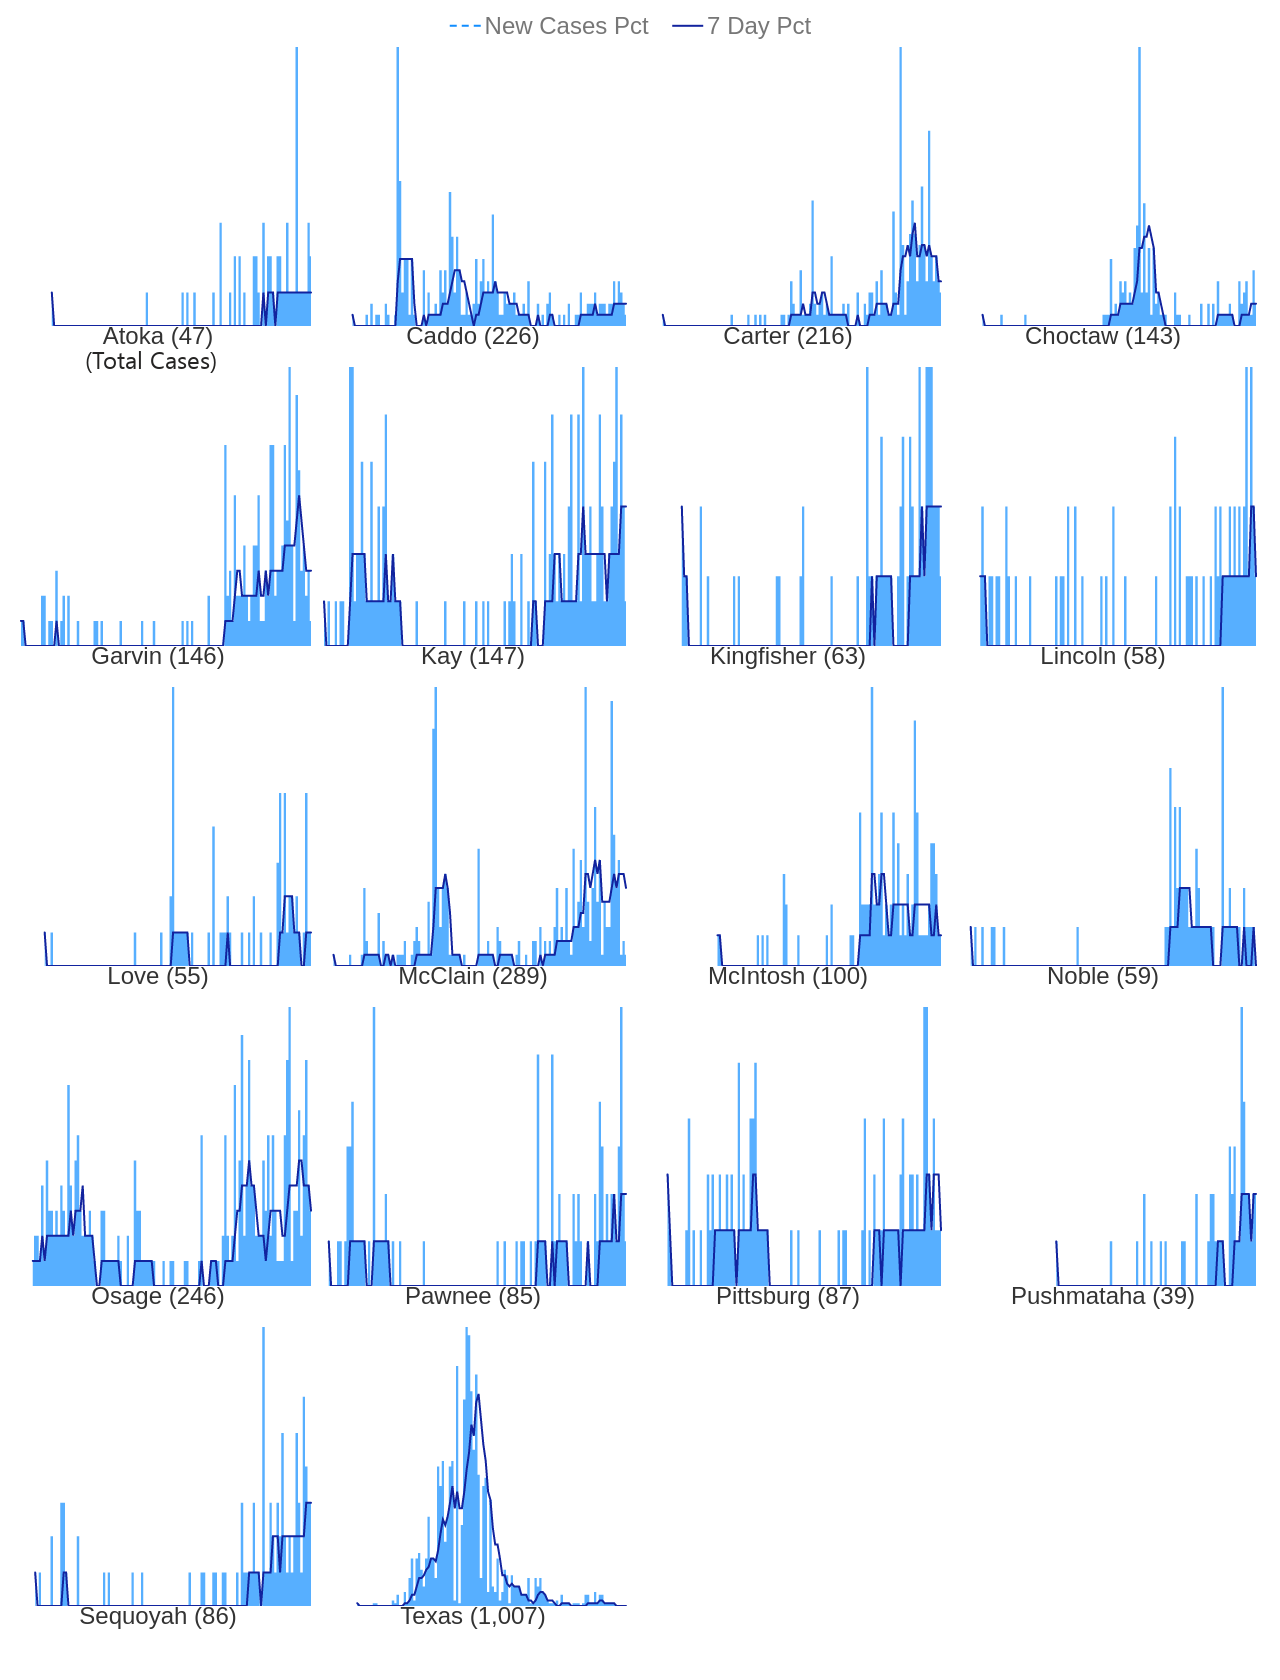 New Cases Pct 7 Day Pct
Atoka (47) Caddo (226) Carter (216) Choctaw (143)
(Total Cases)
Garvin (146) Kay (147) Kingfisher (63) Lincoln (58)
Love (55) McClain (289) McIntosh (100) Noble (59)
Osage (246) Pawnee (85) Pittsburg (87) Pushmataha (39)
Sequoyah (86) Texas (1,007)